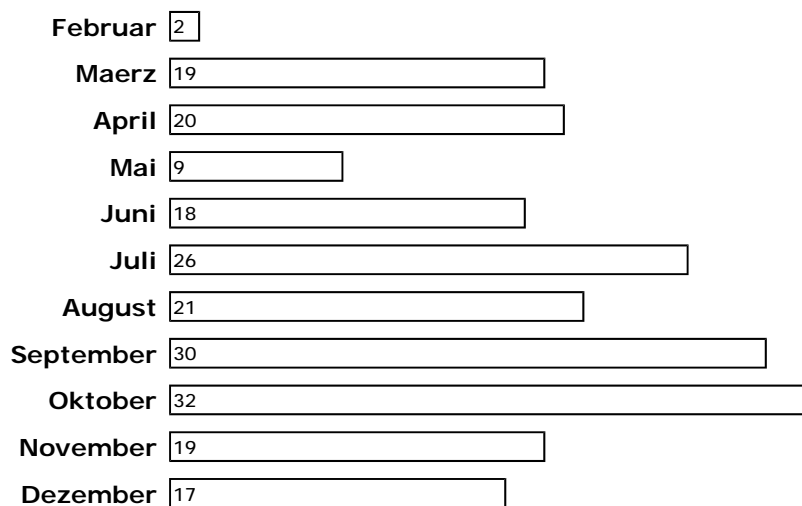 Februar 2
Maerz 19
April 20
Mai 9
Juni 18
Juli 26
August 21
September 30
Oktober 32
November 19
Dezember 17